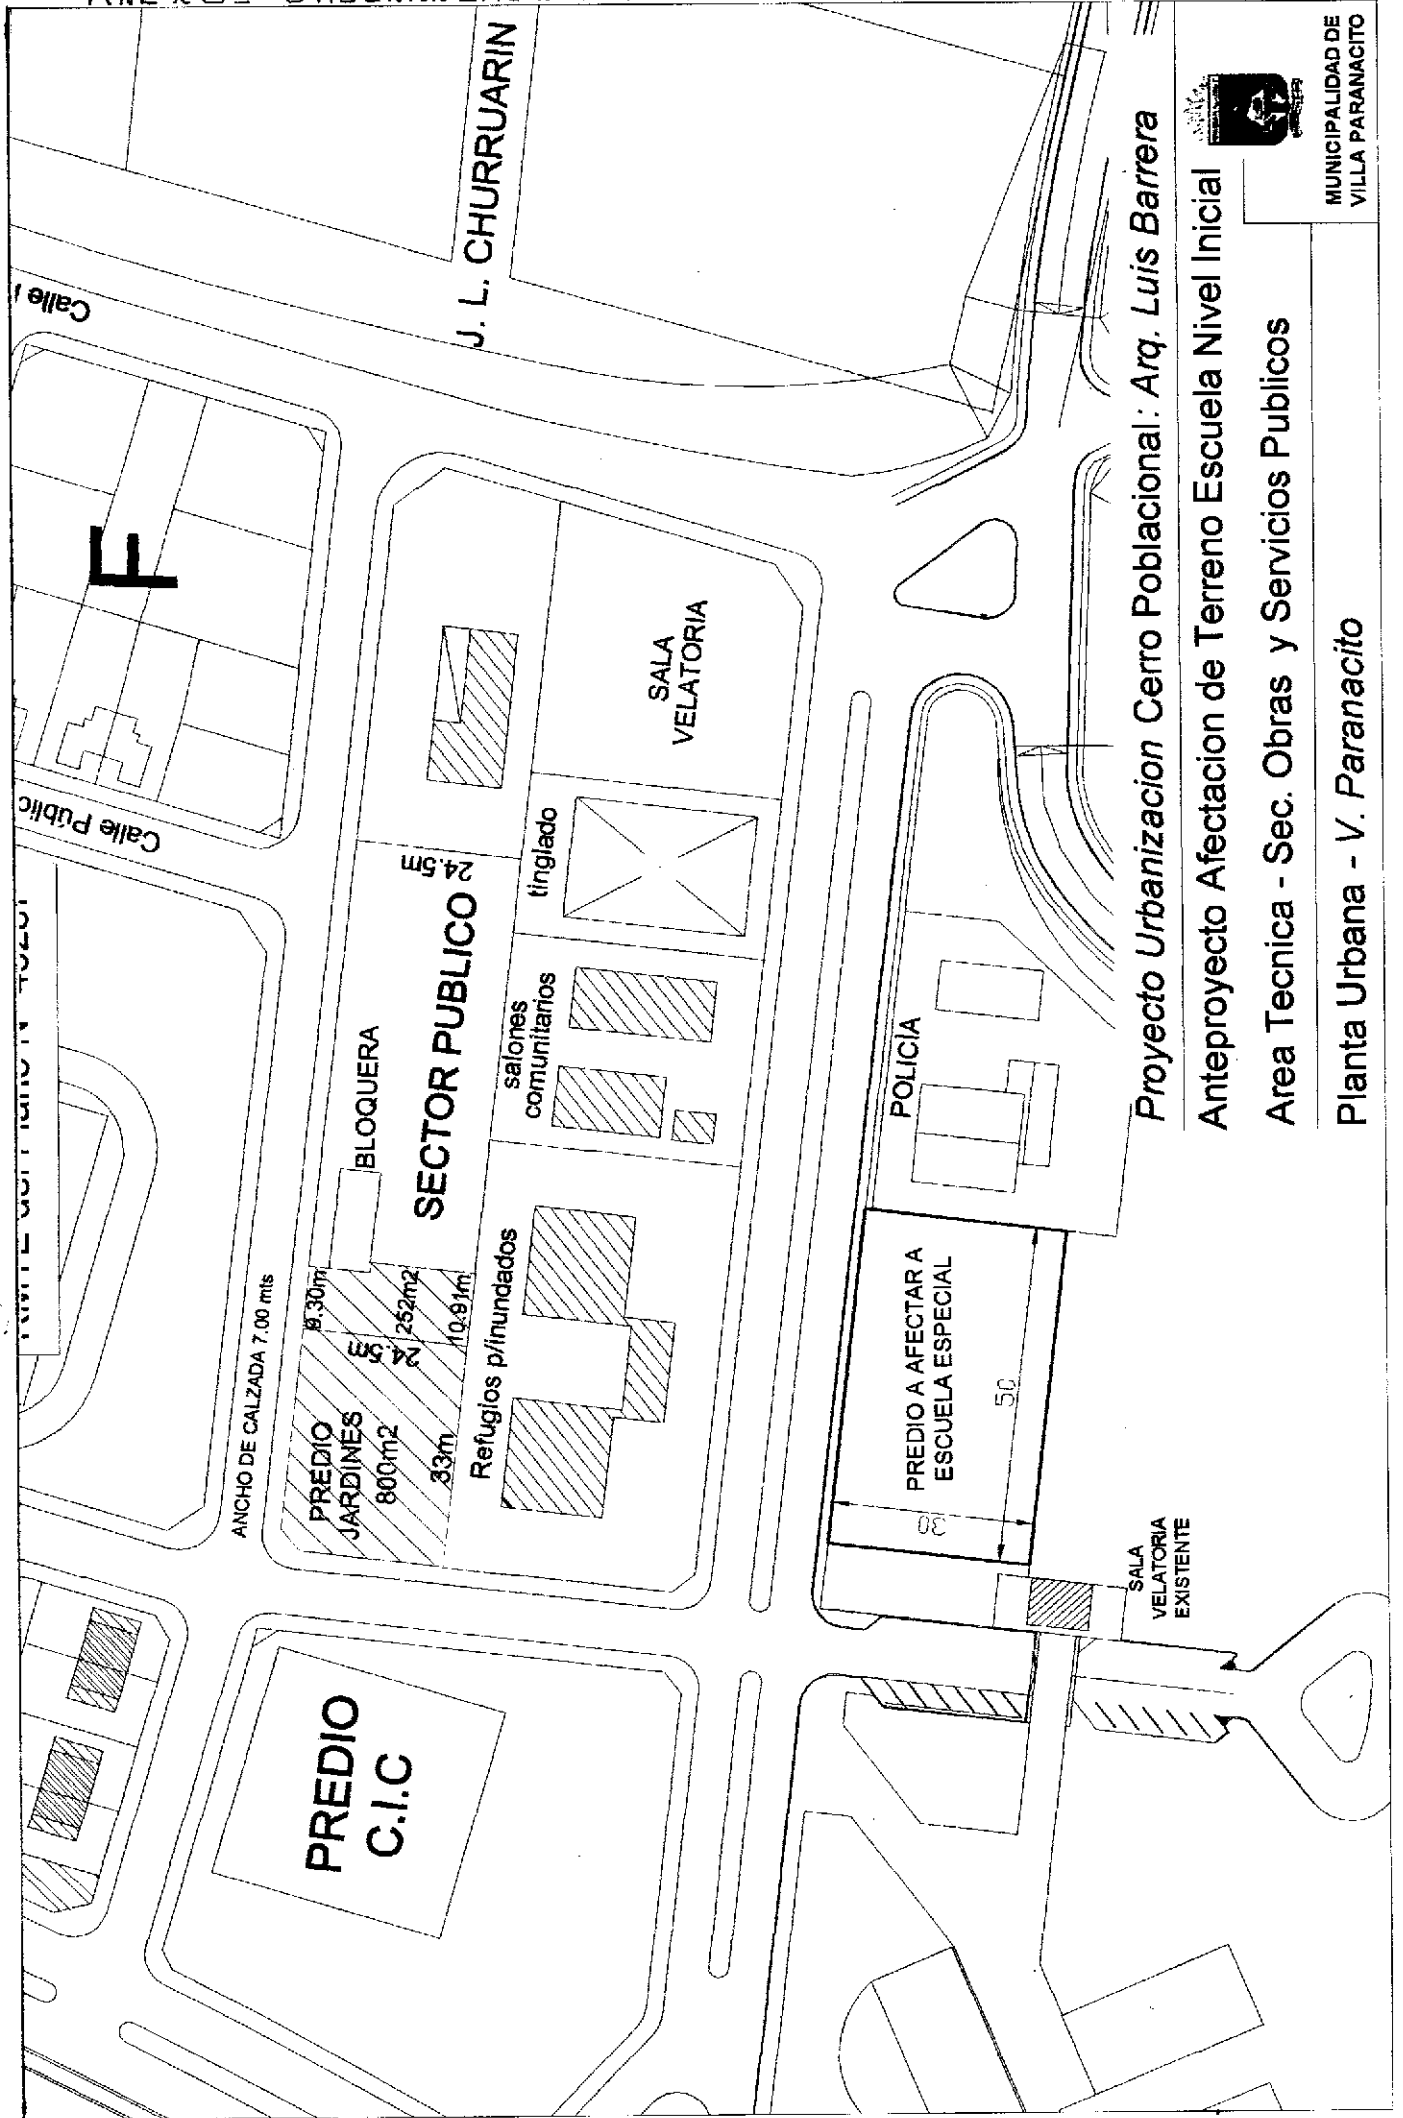 Calle
J. L. CHURRUARIN
F
Calle Públic
ANCHO DE CALZADA 7.00 mts
BLOQUERA
SECTOR PUBLICO
24.5m
9.30m
252m2
10.91m
24.5m
PREDIO
JARDINES
800m2
33m
SALA
VELATORIA
tinglado
salones
comunitarios
Refugios p/inundados
PREDIO
C.I.C
POLICIA
PREDIO A AFECTAR A
ESCUELA ESPECIAL
50
30
SALA
VELATORIA
EXISTENTE
Proyecto Urbanizacion Cerro Poblacional: Arq. Luis Barrera
Anteproyecto Afectacion de Terreno Escuela Nivel Inicial
Area Tecnica - Sec. Obras y Servicios Publicos
Planta Urbana - V. Paranacito
MUNICIPALIDAD DE
VILLA PARANACITO